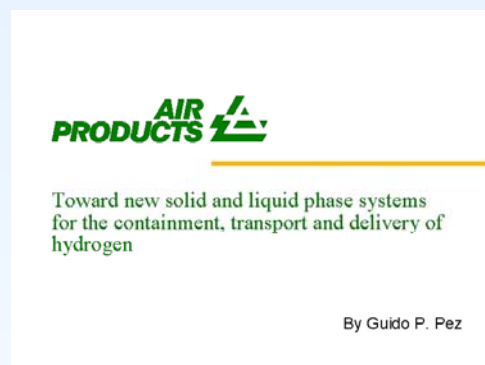 AIR
PRODUCTS
Toward new solid and liquid phase systems
for the containment, transport and delivery of
hydrogen
By Guido P. Pez